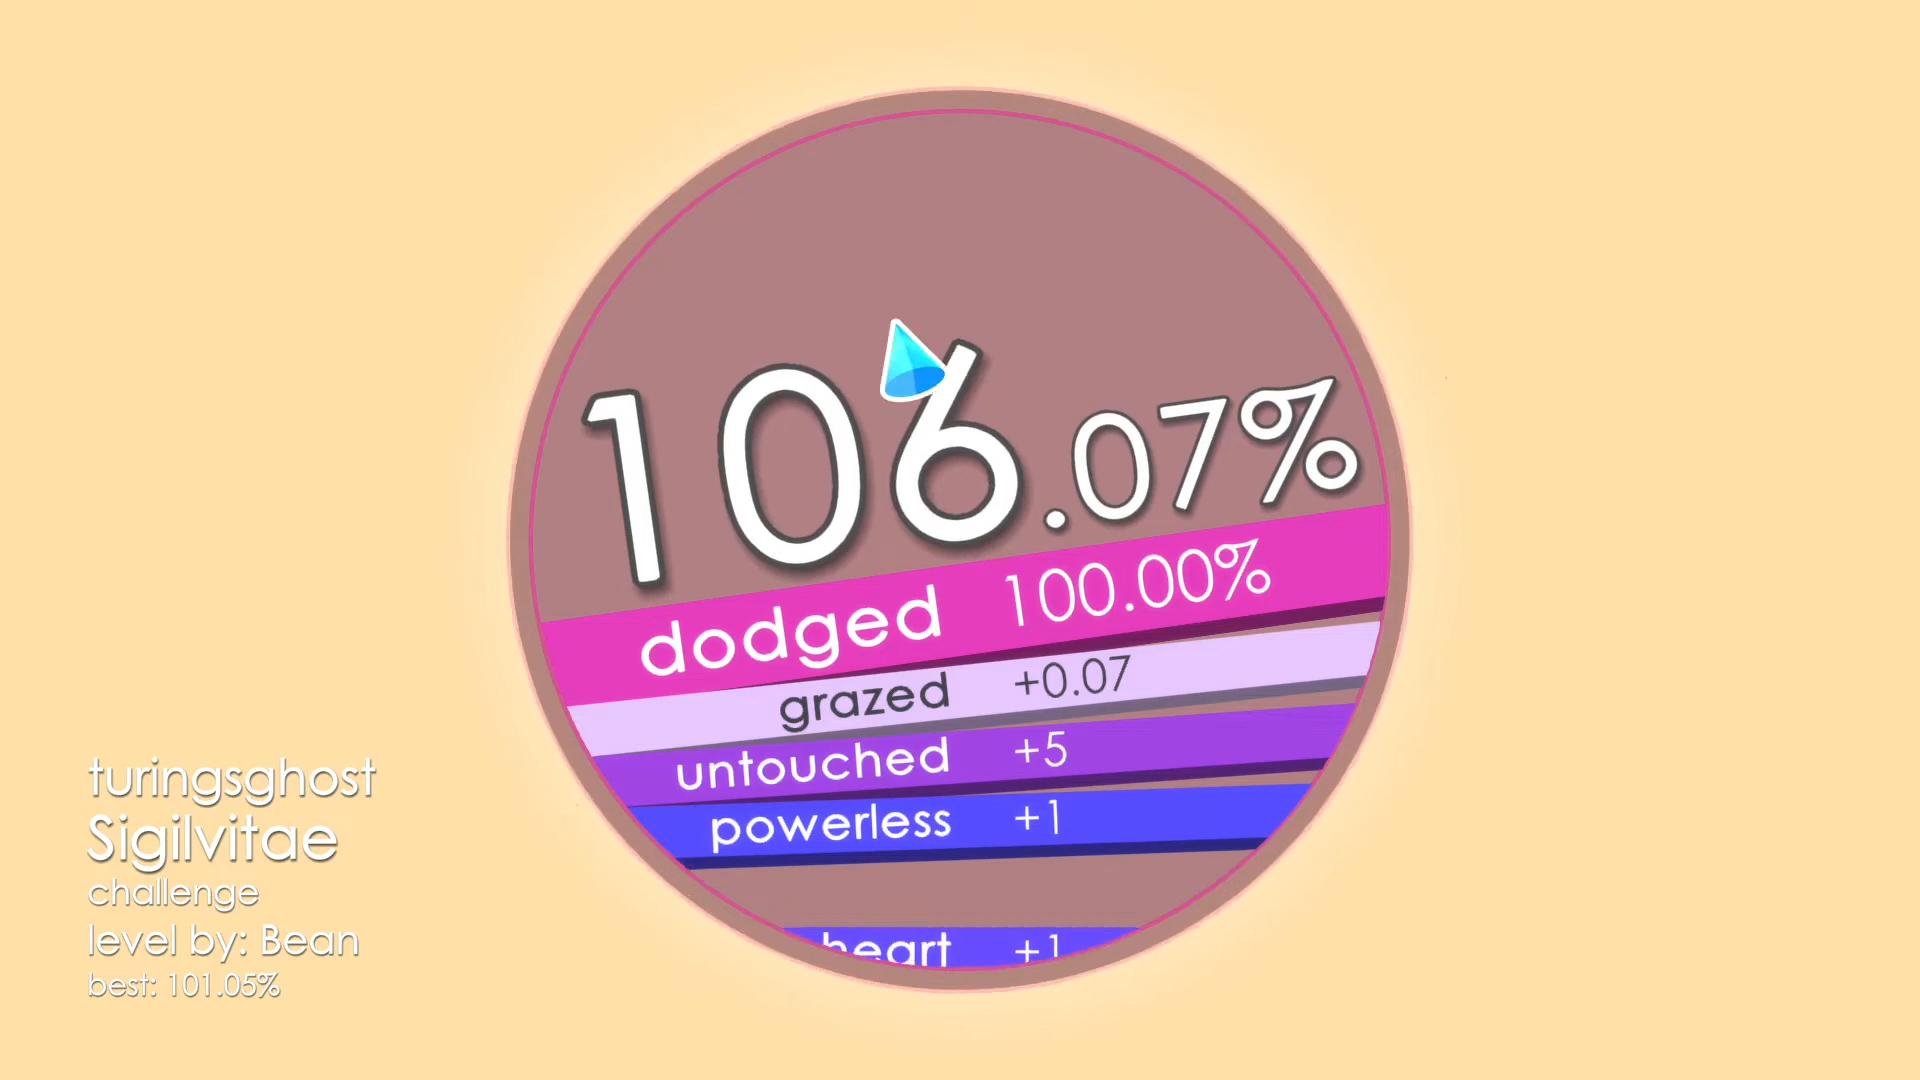 106.07%
dodged 100.00%
grazed +0.07
untouched +5
powerless +1
heart +1
turingsghost
Sigilvitae
challenge
level by: Bean
best: 101.05%